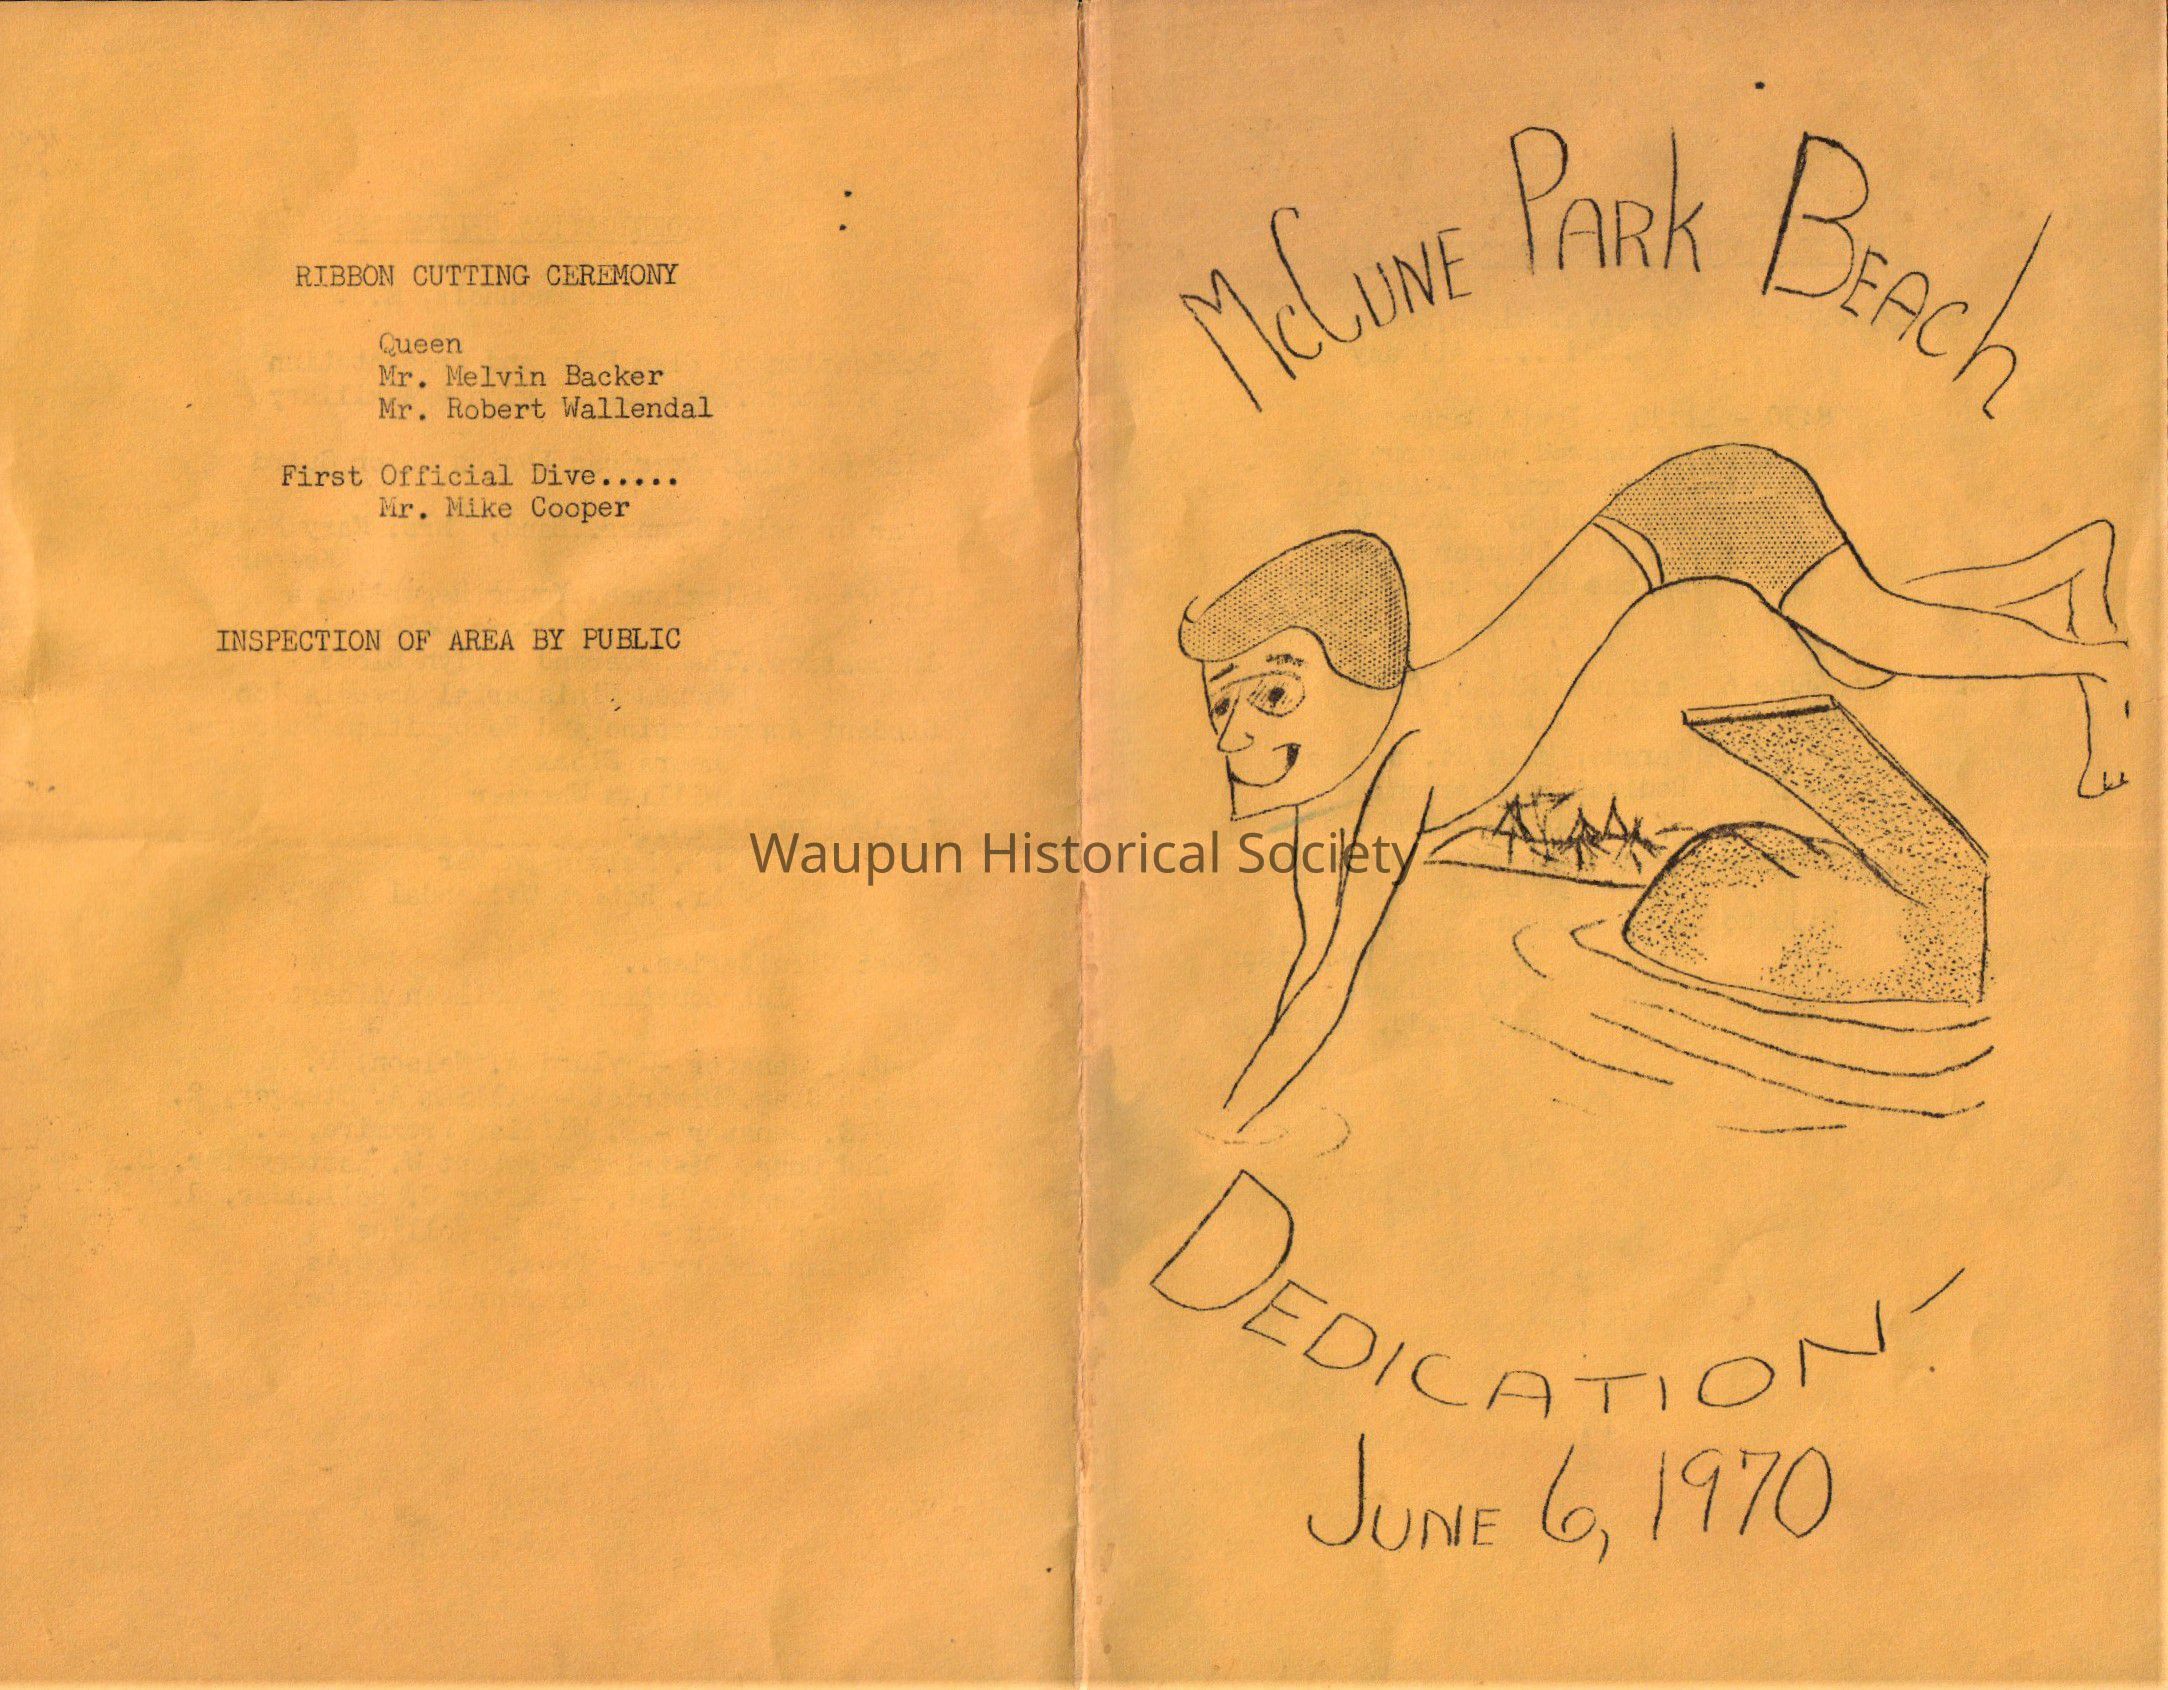 RIBBON CUTTING CEREMONY
Queen
Mr. Melvin Backer
Mr. Robert Wallendal
First Official Dive.....
Mr. Mike Cooper
INSPECTION OF AREA BY PUBLIC
Waupun Historical Society
McCUNE PARK BEACh
DEDICATION!
JUNE 6, 1970